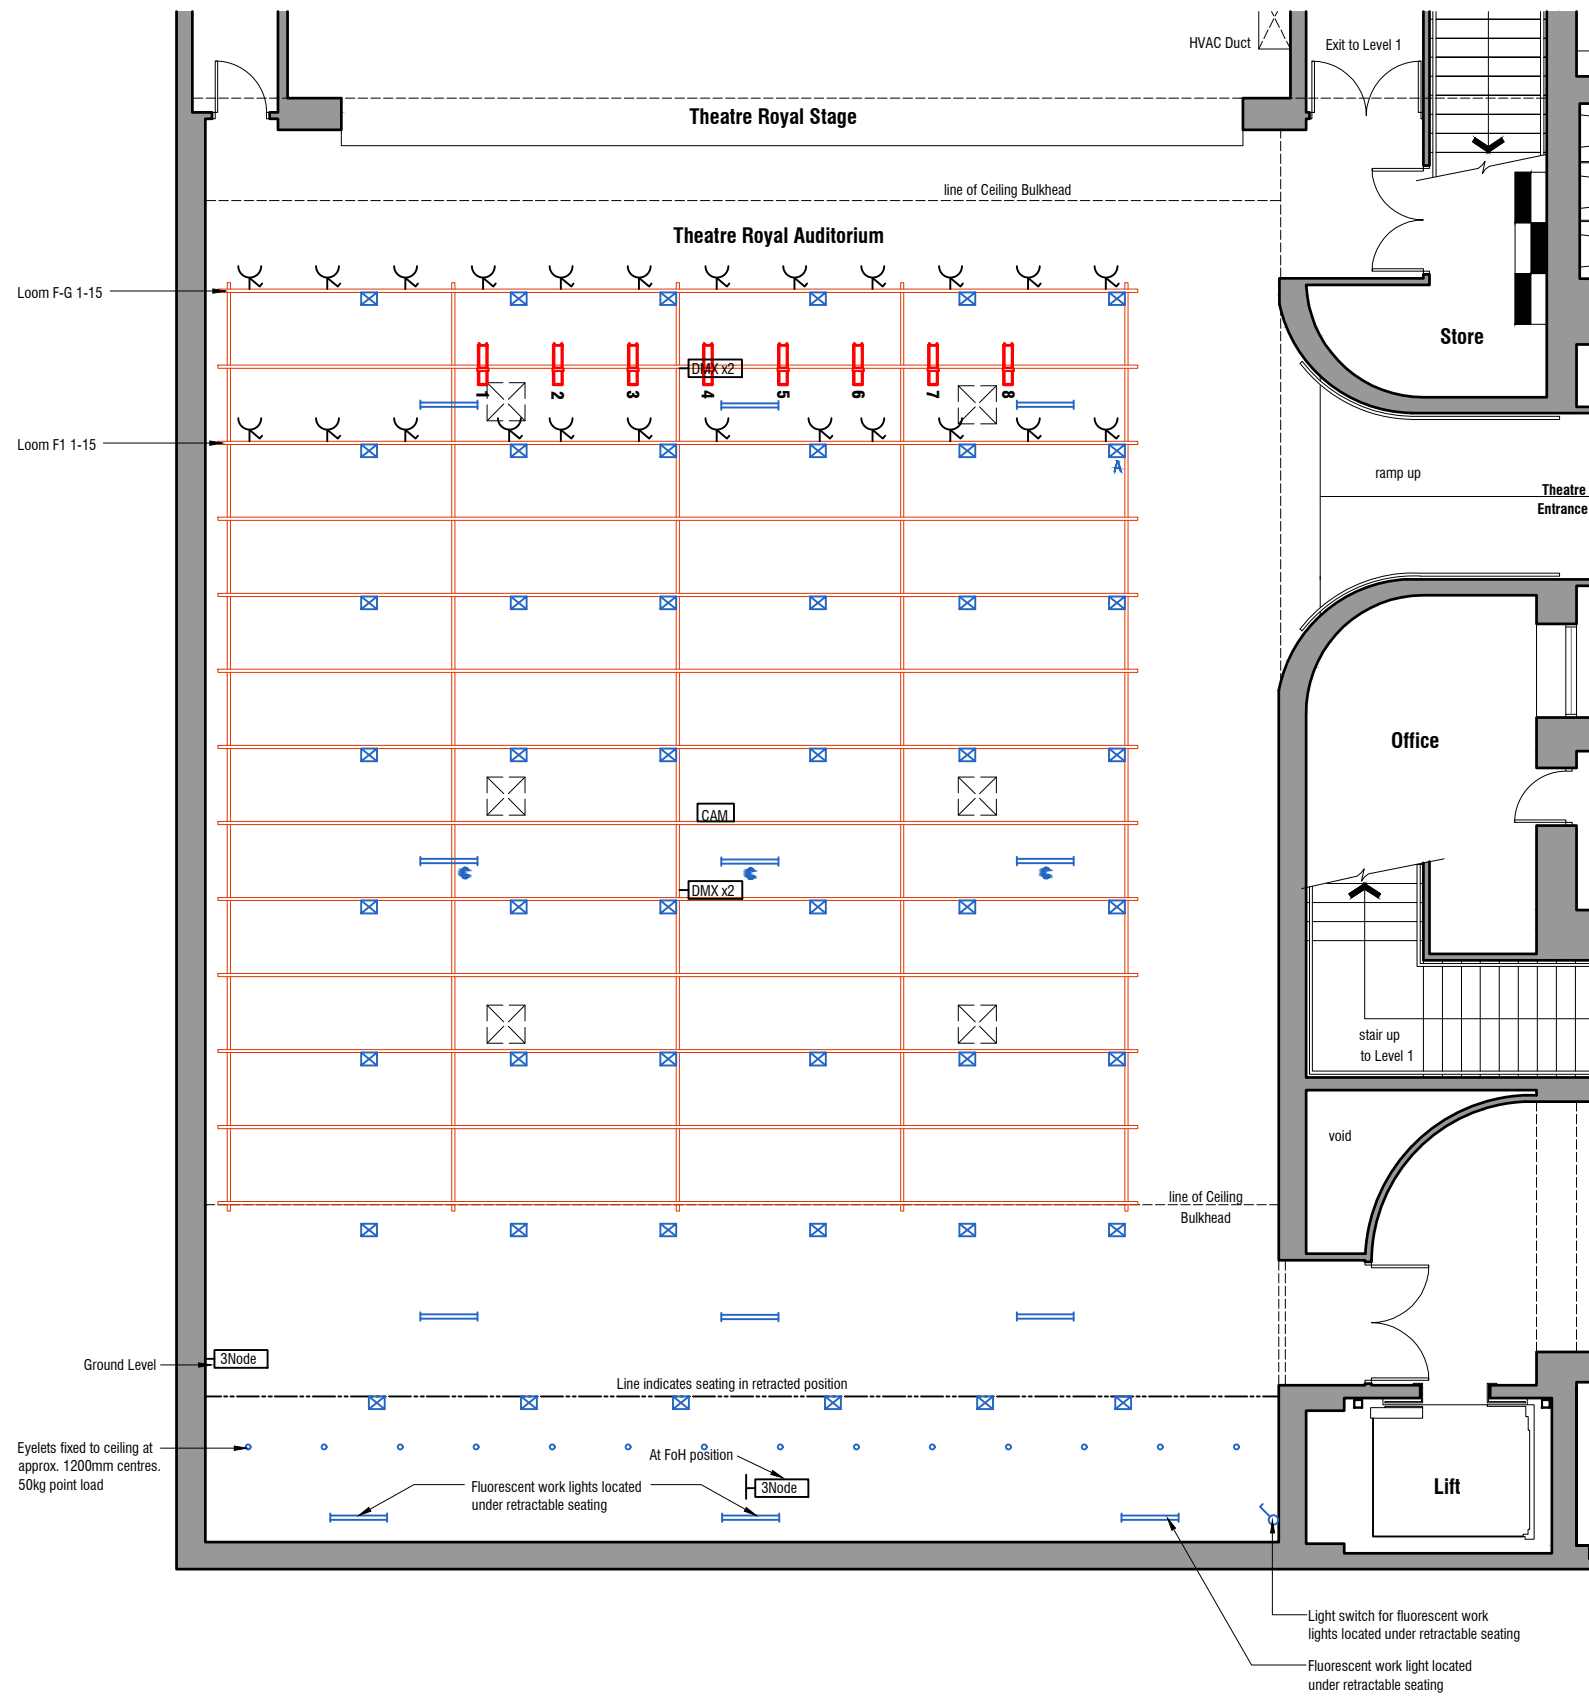 HVAC Duct
Exit to Level 1
Theatre Royal Stage
line of Ceiling Bulkhead
Theatre Royal Auditorium
Loom F-G 1-15
Store
DMX x2
1
2
3
4
5
6
7
8
Loom F1 1-15
A
ramp up
Theatre
Entrance
Office
CAM
DMX x2
stair up
to Level 1
void
line of Ceiling
Bulkhead
3Node
Ground Level
Line indicates seating in retracted position
Eyelets fixed to ceiling at
approx. 1200mm centres.
50kg point load
At FoH position
3Node
Fluorescent work lights located
under retractable seating
Lift
Light switch for fluorescent work
lights located under retractable seating
Fluorescent work light located
under retractable seating